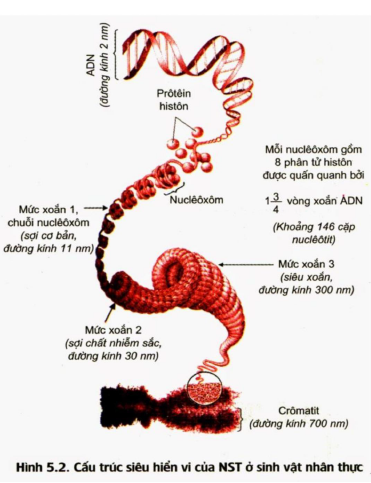 ADN
(đường kính 2 nm)
Prôtêin
histôn
Mỗi nuclêôxôm gồm
8 phân tử histôn
được quấn quanh bởi
1 3/4 vòng xoắn ADN
(Khoảng 146 cặp
nuclêôtit)
Nuclêôxôm
Mức xoắn 1,
chuỗi nuclêôxôm
(sợi cơ bản,
đường kính 11 nm)
Mức xoắn 3
(siêu xoắn,
đường kính 300 nm)
Mức xoắn 2
(sợi chất nhiễm sắc,
đường kính 30 nm)
Crômatit
(đường kính 700 nm)
Hình 5.2. Cấu trúc siêu hiển vi của NST ở sinh vật nhân thực